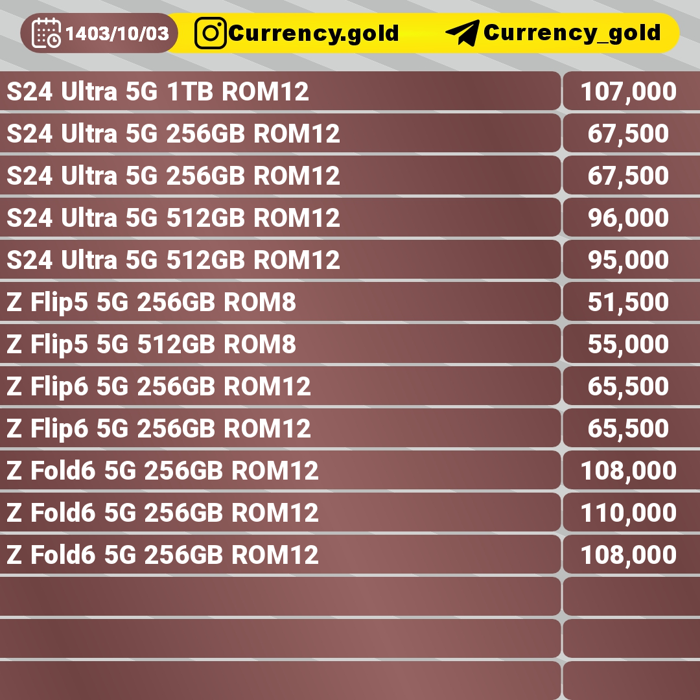 1403/10/03 Currency.gold Currency_gold
S24 Ultra 5G 1TB ROM12 107,000
S24 Ultra 5G 256GB ROM12 67,500
S24 Ultra 5G 256GB ROM12 67,500
S24 Ultra 5G 512GB ROM12 96,000
S24 Ultra 5G 512GB ROM12 95,000
Z Flip5 5G 256GB ROM8 51,500
Z Flip5 5G 512GB ROM8 55,000
Z Flip6 5G 256GB ROM12 65,500
Z Flip6 5G 256GB ROM12 65,500
Z Fold6 5G 256GB ROM12 108,000
Z Fold6 5G 256GB ROM12 110,000
Z Fold6 5G 256GB ROM12 108,000